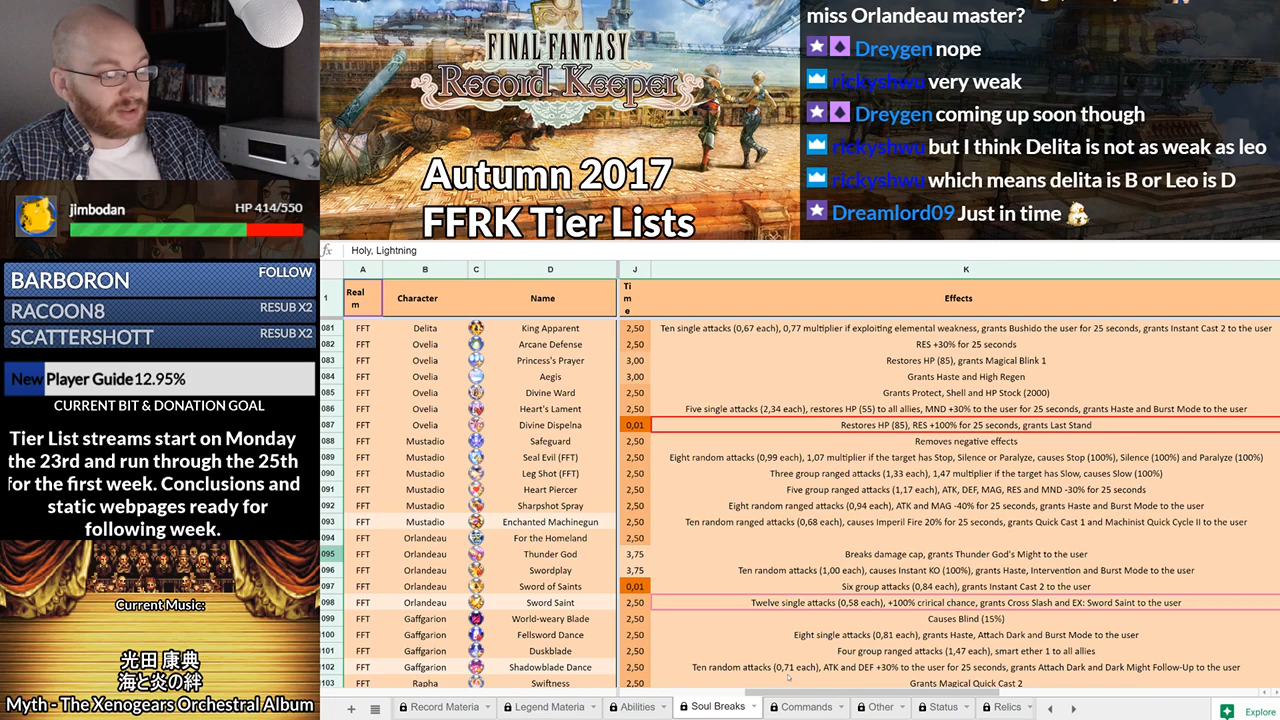 jimbodan
HP 414/550
BARBORON
FOLLOW
RACOON8
RESUB X2
SCATTERSHOTT
RESUB X2
New Player Guide 12.95%
CURRENT BIT & DONATION GOAL
Tier List streams start on Monday
the 23rd and run through the 25th
for the first week. Conclusions and
static webpages ready for
following week.
Current Music:
光田 康典
海と炎の絆
Myth - The Xenogears Orchestral Album
FINAL FANTASY
Record Keeper
Autumn 2017
FFRK Tier Lists
miss Orlandeau master?
Dreygen nope
rickyshwu very weak
Dreygen coming up soon though
rickyshwu but I think Delita is not as weak as leo
rickyshwu which means delita is B or Leo is D
Dreamlord09 Just in time
fx Holy, Lightning
A B C D J K
1 Realm Character Name Time Effects
081 FFT Delita King Apparent 2,50 Ten single attacks (0,67 each), 0,77 multiplier if exploiting elemental weakness, grants Bushido the user for 25 seconds, grants Instant Cast 2 to the user
082 FFT Ovelia Arcane Defense 2,50 RES +30% for 25 seconds
083 FFT Ovelia Princess's Prayer 3,00 Restores HP (85), grants Magical Blink 1
084 FFT Ovelia Aegis 3,00 Grants Haste and High Regen
085 FFT Ovelia Divine Ward 2,50 Grants Protect, Shell and HP Stock (2000)
086 FFT Ovelia Heart's Lament 2,50 Five single attacks (2,34 each), restores HP (55) to all allies, MND +30% to the user for 25 seconds, grants Haste and Burst Mode to the user
087 FFT Ovelia Divine Dispelna 0,01 Restores HP (85), RES +100% for 25 seconds, grants Last Stand
088 FFT Mustadio Safeguard 2,50 Removes negative effects
089 FFT Mustadio Seal Evil (FFT) 2,50 Eight random attacks (0,99 each), 1,07 multiplier if the target has Stop, Silence or Paralyze, causes Stop (100%), Silence (100%) and Paralyze (100%)
090 FFT Mustadio Leg Shot (FFT) 2,50 Three group ranged attacks (1,33 each), 1,47 multiplier if the target has Slow, causes Slow (100%)
091 FFT Mustadio Heart Piercer 2,50 Five group ranged attacks (1,17 each), ATK, DEF, MAG, RES and MND -30% for 25 seconds
092 FFT Mustadio Sharpshot Spray 2,50 Eight random ranged attacks (0,94 each), ATK and MAG -40% for 25 seconds, grants Haste and Burst Mode to the user
093 FFT Mustadio Enchanted Machinegun 2,50 Ten random ranged attacks (0,68 each), causes Imperil Fire 20% for 25 seconds, grants Quick Cast 1 and Machinist Quick Cycle II to the user
094 FFT Orlandeau For the Homeland 2,50
095 FFT Orlandeau Thunder God 3,75 Breaks damage cap, grants Thunder God's Might to the user
096 FFT Orlandeau Swordplay 3,75 Ten random attacks (1,00 each), causes Instant KO (100%), grants Haste, Intervention and Burst Mode to the user
097 FFT Orlandeau Sword of Saints 0,01 Six group attacks (0,84 each), grants Instant Cast 2 to the user
098 FFT Orlandeau Sword Saint 2,50 Twelve single attacks (0,58 each), +100% crirical chance, grants Cross Slash and EX: Sword Saint to the user
099 FFT Gaffgarion World-weary Blade 2,50 Causes Blind (15%)
100 FFT Gaffgarion Fellsword Dance 2,50 Eight single attacks (0,81 each), grants Haste, Attach Dark and Burst Mode to the user
101 FFT Gaffgarion Duskblade 2,50 Four group ranged attacks (1,47 each), smart ether 1 to all allies
102 FFT Gaffgarion Shadowblade Dance 2,50 Ten random attacks (0,71 each), ATK and DEF +30% to the user for 25 seconds, grants Attach Dark and Dark Might Follow-Up to the user
103 FFT Rapha Swiftness 2,50 Grants Magical Quick Cast 2
Record Materia Legend Materia Abilities Soul Breaks Commands Other Status Relics Explore